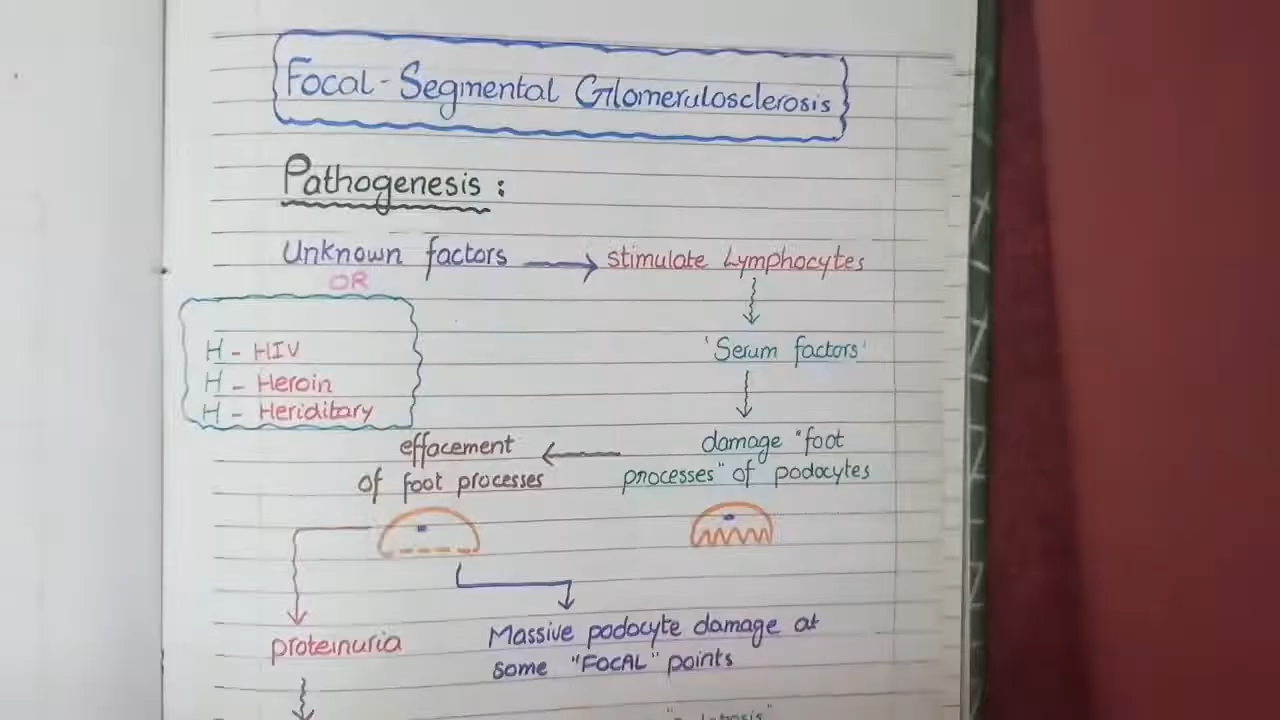 Focal-Segmental Glomerulosclerosis
Pathogenesis:
Unknown factors → stimulate Lymphocytes
OR
H - HIV
H - Heroin
H - Heriditary
'Serum factors'
damage "foot
processes" of podocytes
effacement
of foot processes
proteinuria
Massive podocyte damage at
some "FOCAL" points